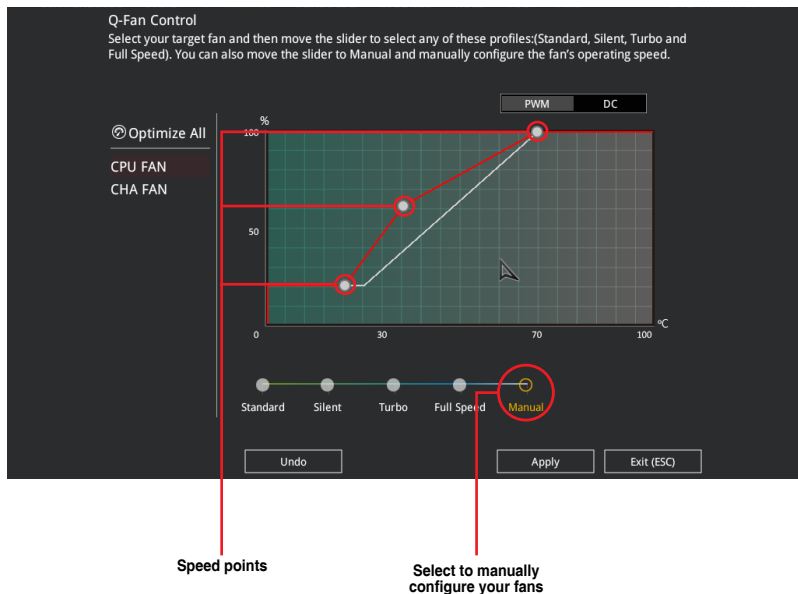 Q-Fan Control
Select your target fan and then move the slider to select any of these profiles:(Standard, Silent, Turbo and
Full Speed). You can also move the slider to Manual and manually configure the fan's operating speed.
PWM DC
%
Optimize All
100
CPU FAN
CHA FAN
50
0 30 70 100 ºC
Standard Silent Turbo Full Speed Manual
Undo Apply Exit (ESC)
Speed points
Select to manually
configure your fans